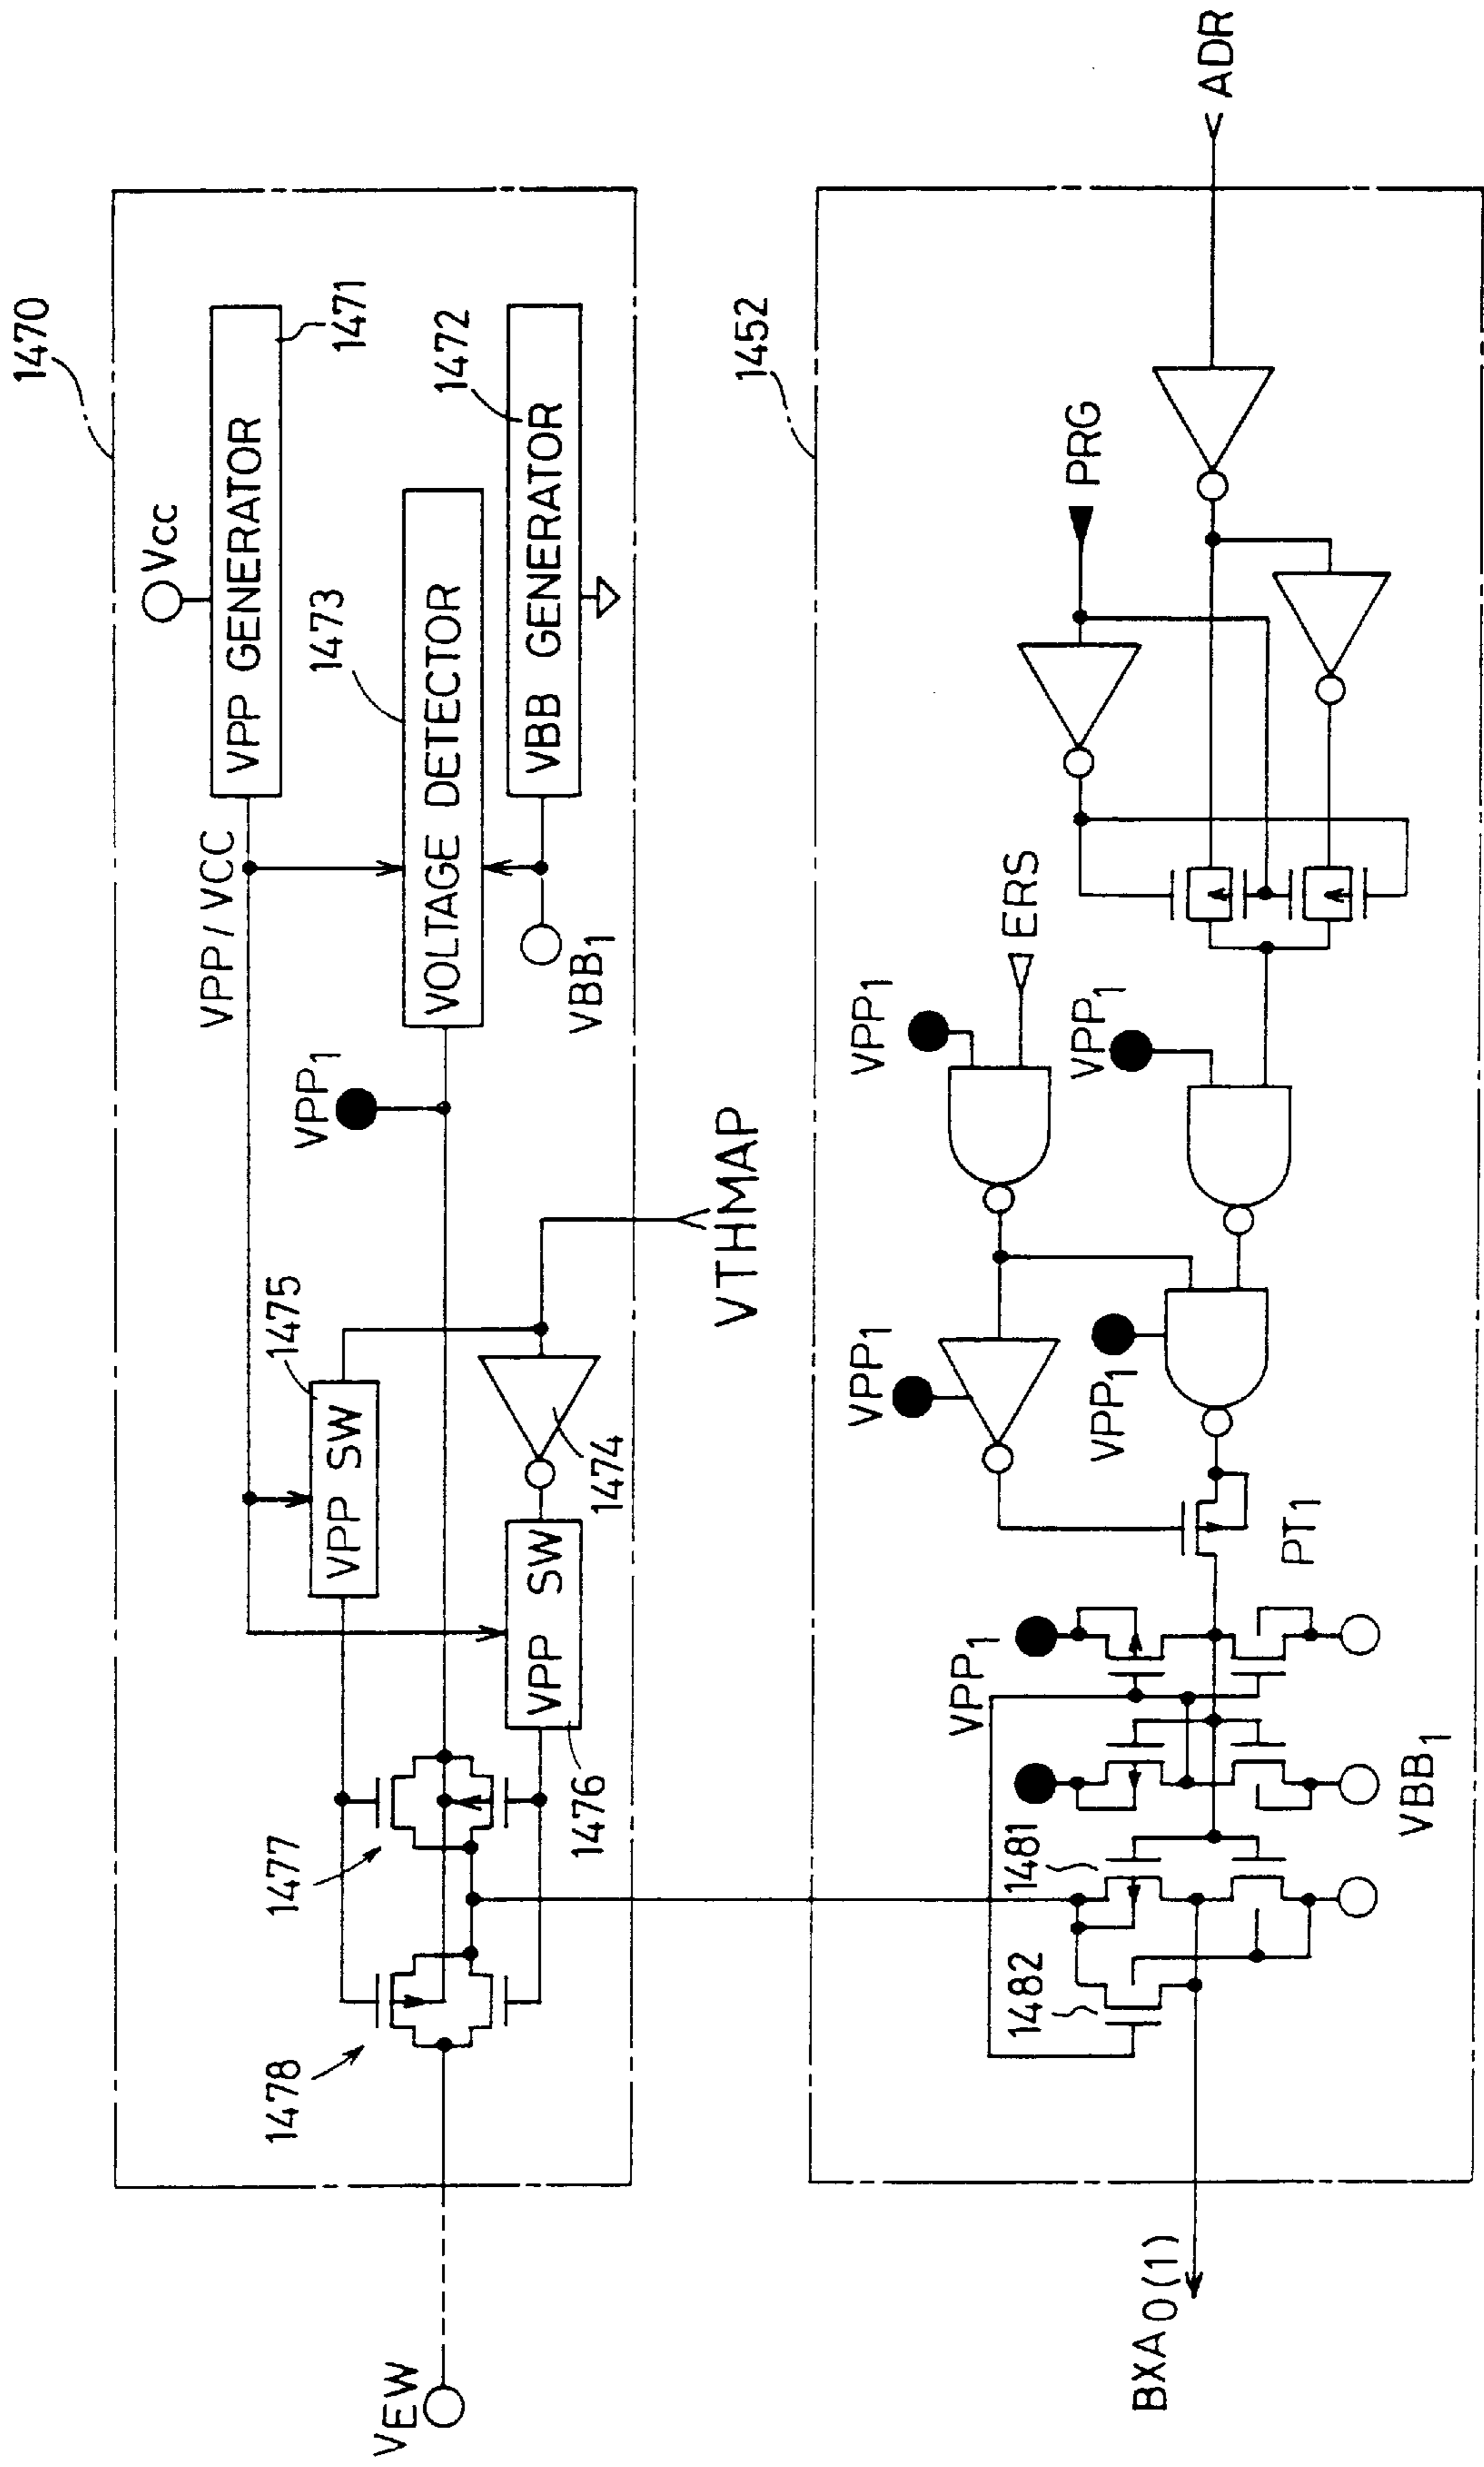 1470
Vcc
VPP GENERATOR
1471
VPP/VCC
1473
VOLTAGE DETECTOR
1472
VBB GENERATOR
VBB1
VPP1
VTHMAP
1475
VPP SW
1474
VPP SW
1476
1477
1478
VEW
1452
ADR
PRG
ERS
VPP1
VPP1
VPP1
VPP1
PT1
VPP1
VBB1
1481
1482
BXA0(1)